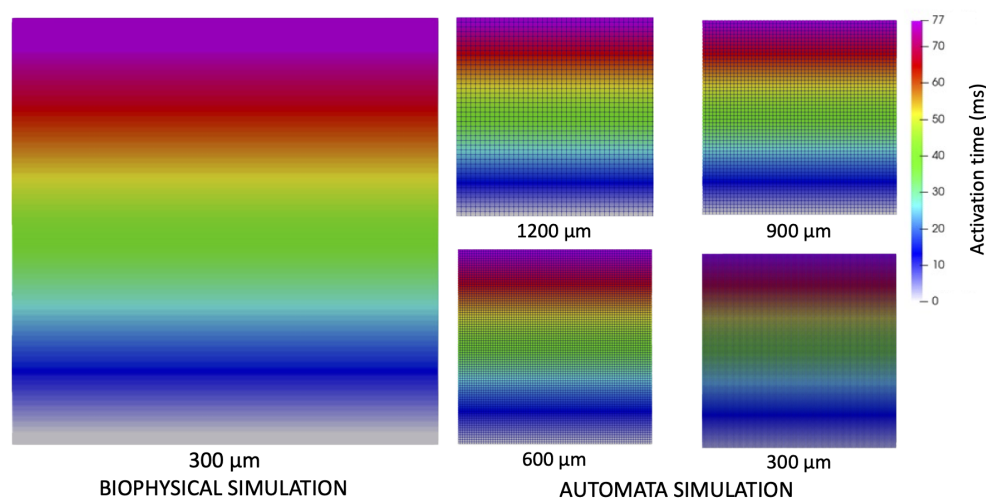 77
70
60
50
40
30
20
10
0
Activation time (ms)
1200 µm
900 µm
300 µm
600 µm
300 µm
BIOPHYSICAL SIMULATION
AUTOMATA SIMULATION